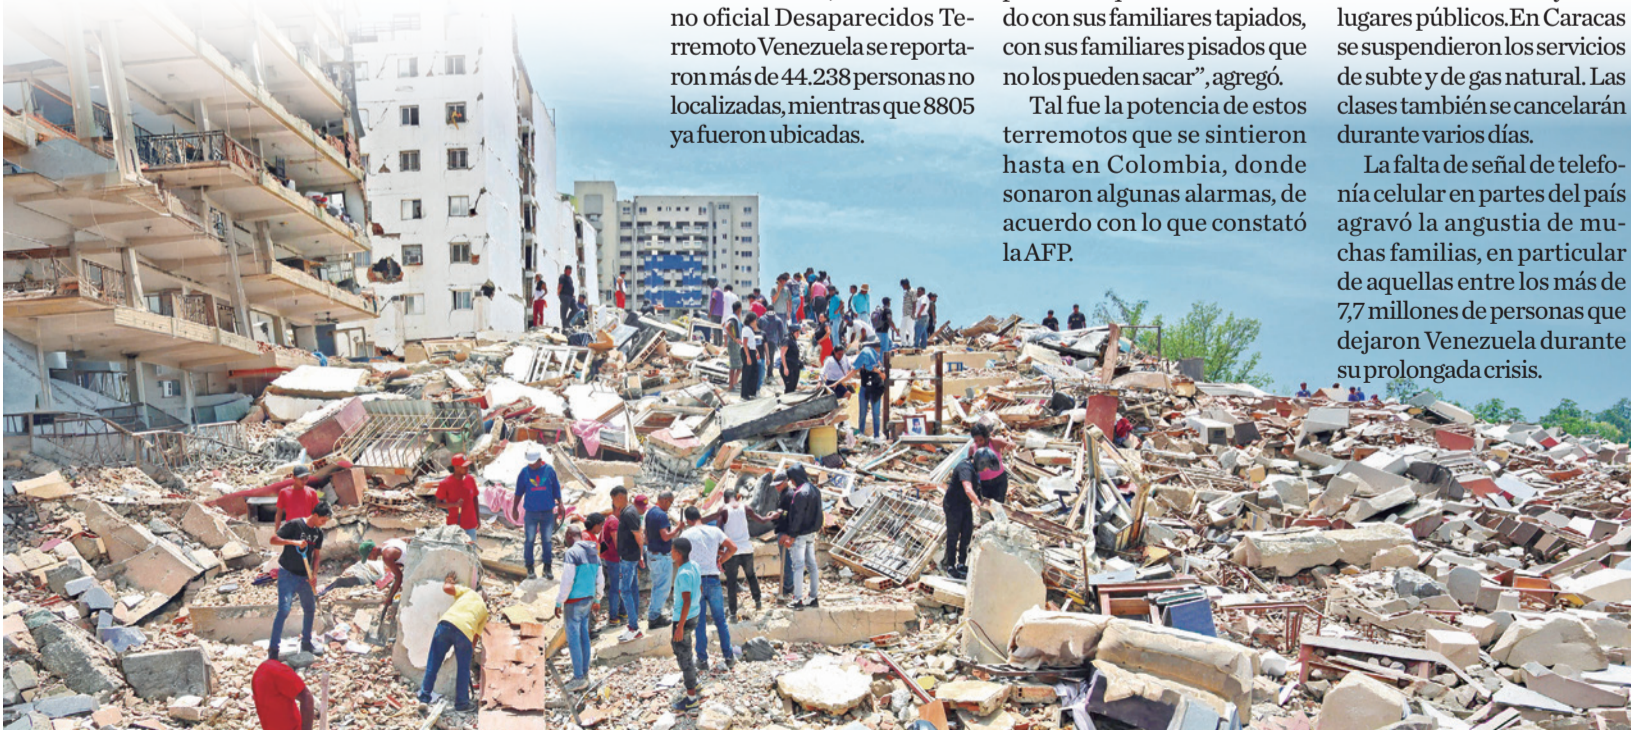 no oficial Desaparecidos Te-
rremoto Venezuela se reporta-
ron más de 44.238 personas no
localizadas, mientras que 8805
ya fueron ubicadas.
do con sus familiares tapiados,
con sus familiares pisados que
no los pueden sacar”, agregó.
Tal fue la potencia de estos
terremotos que se sintieron
hasta en Colombia, donde
sonaron algunas alarmas, de
acuerdo con lo que constató
la AFP.
lugares públicos. En Caracas
se suspendieron los servicios
de subte y de gas natural. Las
clases también se cancelarán
durante varios días.
La falta de señal de telefo-
nía celular en partes del país
agravó la angustia de mu-
chas familias, en particular
de aquellas entre los más de
7,7 millones de personas que
dejaron Venezuela durante
su prolongada crisis.